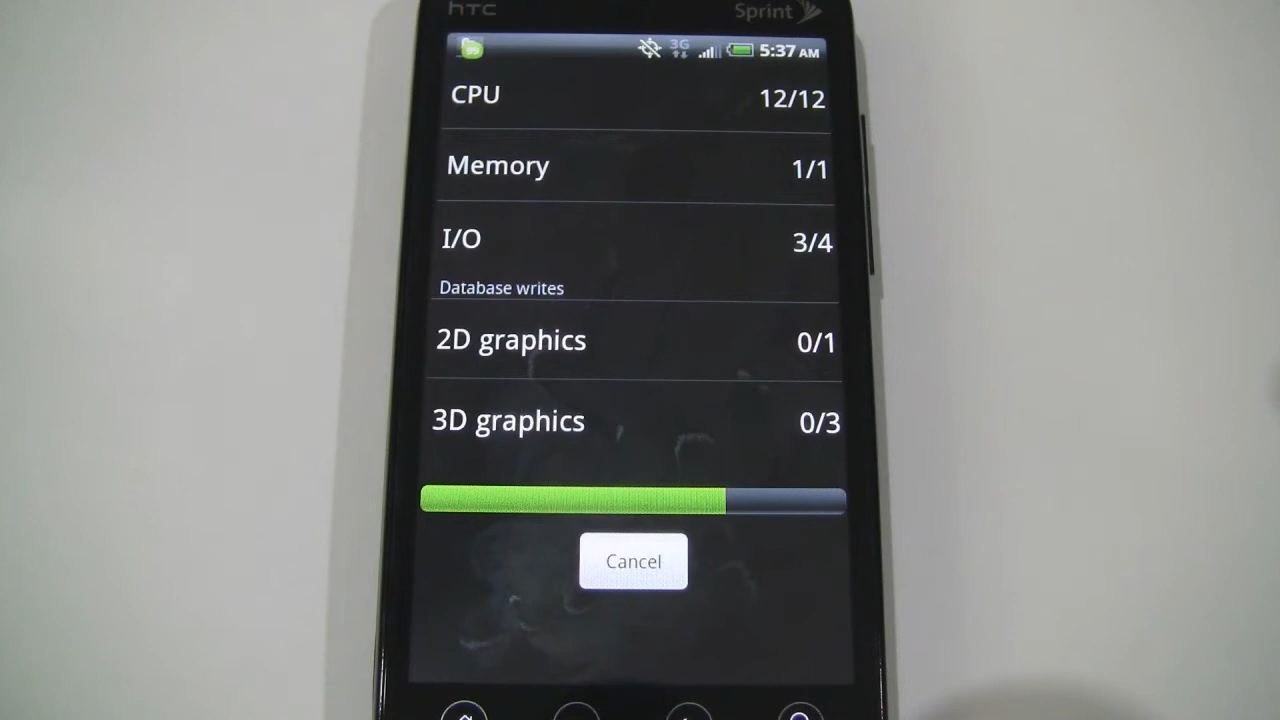 hTC Sprint
99 3G 5:37 AM
CPU 12/12
Memory 1/1
I/O 3/4
Database writes
2D graphics 0/1
3D graphics 0/3
Cancel